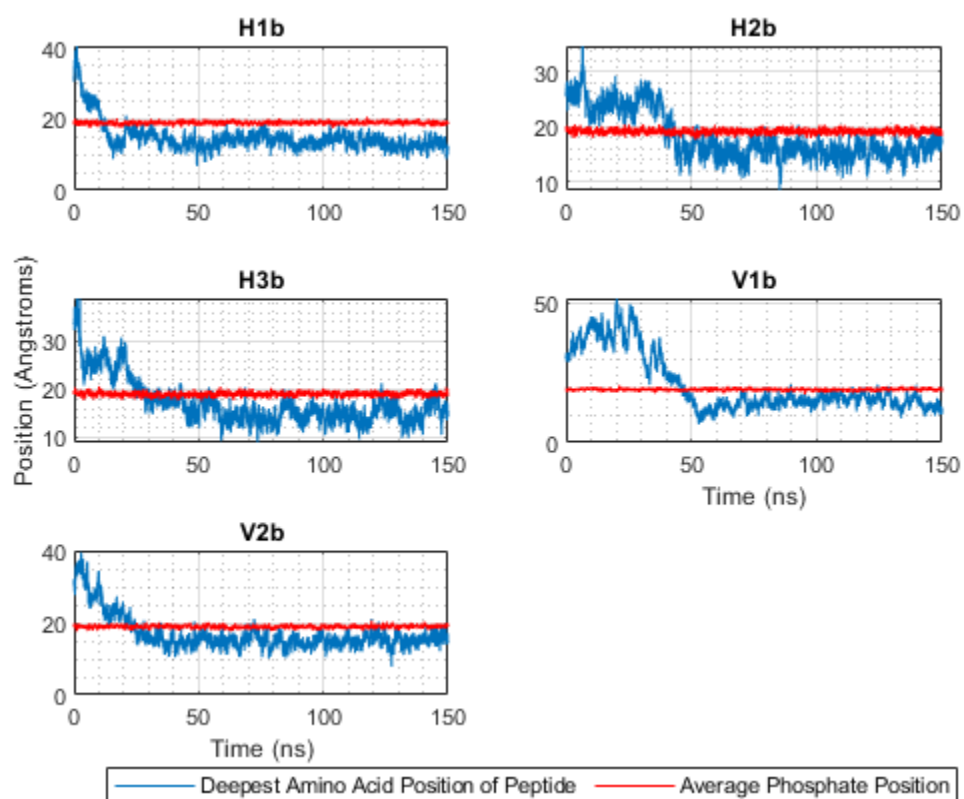 H1b
40
20
0
0 50 100 150
H2b
30
20
10
0 50 100 150
Position (Angstroms)
H3b
30
20
10
0 50 100 150
V1b
50
0
0 50 100 150
Time (ns)
V2b
40
20
0
0 50 100 150
Time (ns)
Deepest Amino Acid Position of Peptide Average Phosphate Position